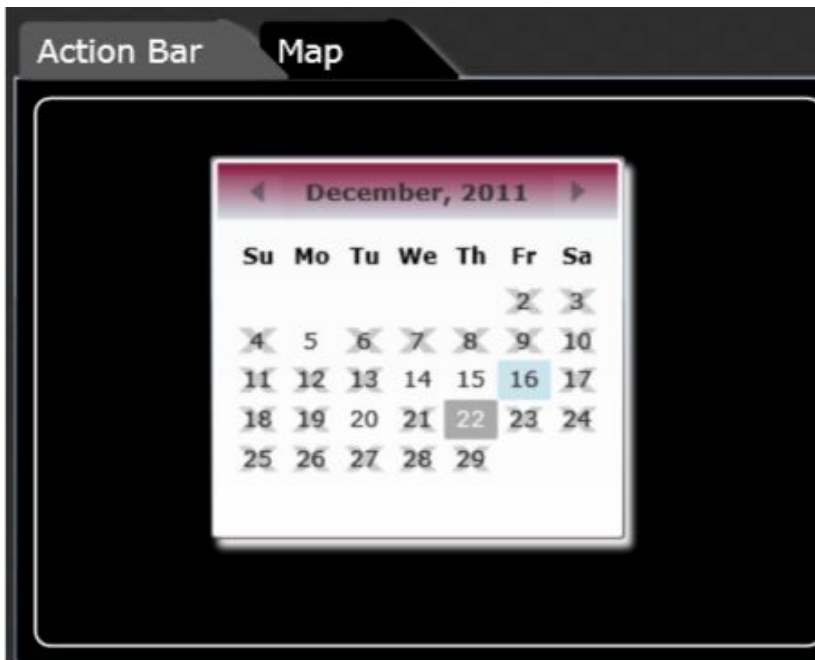 Action Bar Map
December, 2011
Su Mo Tu We Th Fr Sa
2 3
4 5 6 7 8 9 10
11 12 13 14 15 16 17
18 19 20 21 22 23 24
25 26 27 28 29